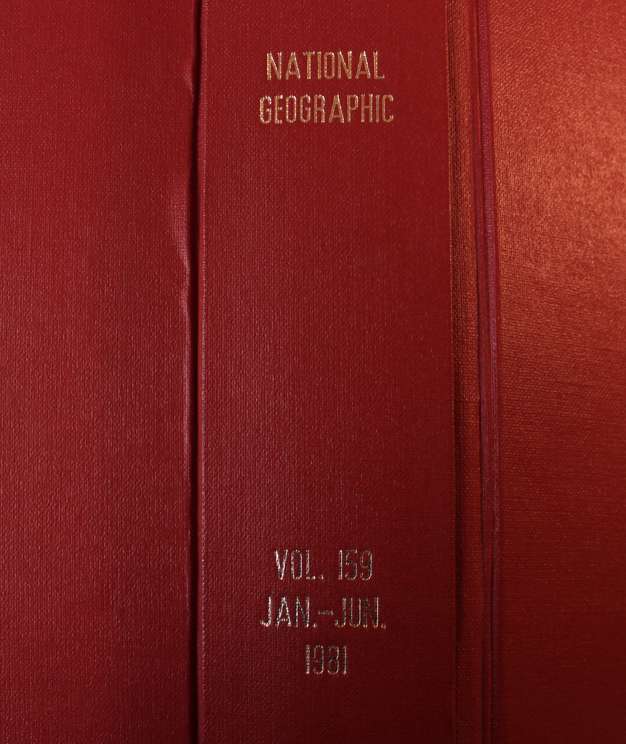 NATIONAL
GEOGRAPHIC
VOL. 159
JAN.-JUN.
1981